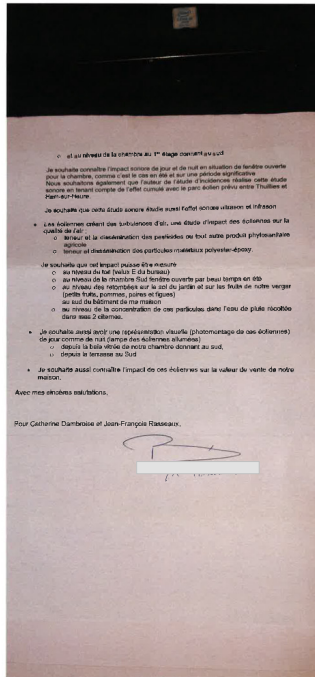 o et au niveau de la chambre au 1er étage donnant au sud
Je souhaite connaître l'impact sonore de jour et de nuit en situation de fenêtre ouverte
pour la chambre, comme c'est le cas en été et sur une période significative
Nous souhaitons également que l'auteur de l'étude d'incidences réalise cette étude
sonore en tenant compte de l'effet cumulé avec le parc éolien prévu entre Thuillies et
Ham-sur-Heure.
Je souhaite que cette étude sonore étudie aussi l'effet sonore ultrason et infrason
• Les éoliennes créant des turbulences d'air, une étude d'impact des éoliennes sur la
qualité de l'air :
o teneur et la dissémination des pesticides ou tout autre produit phytosanitaire
agricole
o teneur et dissémination des particules matériaux polyester-époxy.
Je souhaite que cet impact puisse être mesuré
o au niveau du toit (velux E du bureau)
o au niveau de la chambre Sud fenêtre ouverte par beau temps en été
o au niveau des retombées sur le sol du jardin et sur les fruits de notre verger
(petits fruits, pommes, poires et figues)
au sud du bâtiment de ma maison
o au niveau de la concentration de ces particules dans l'eau de pluie récoltée
dans mes 2 citernes.
• Je souhaite aussi avoir une représentation visuelle (photomontage de ces éoliennes)
de jour comme de nuit (lampe des éoliennes allumées)
o depuis la baie vitrée de notre chambre donnant au sud,
o depuis la terrasse au Sud
• Je souhaite aussi connaître l'impact de ces éoliennes sur la valeur de vente de notre
maison.
Avec mes sincères salutations,
Pour Catherine Dambroise et Jean-François Rasseaux,